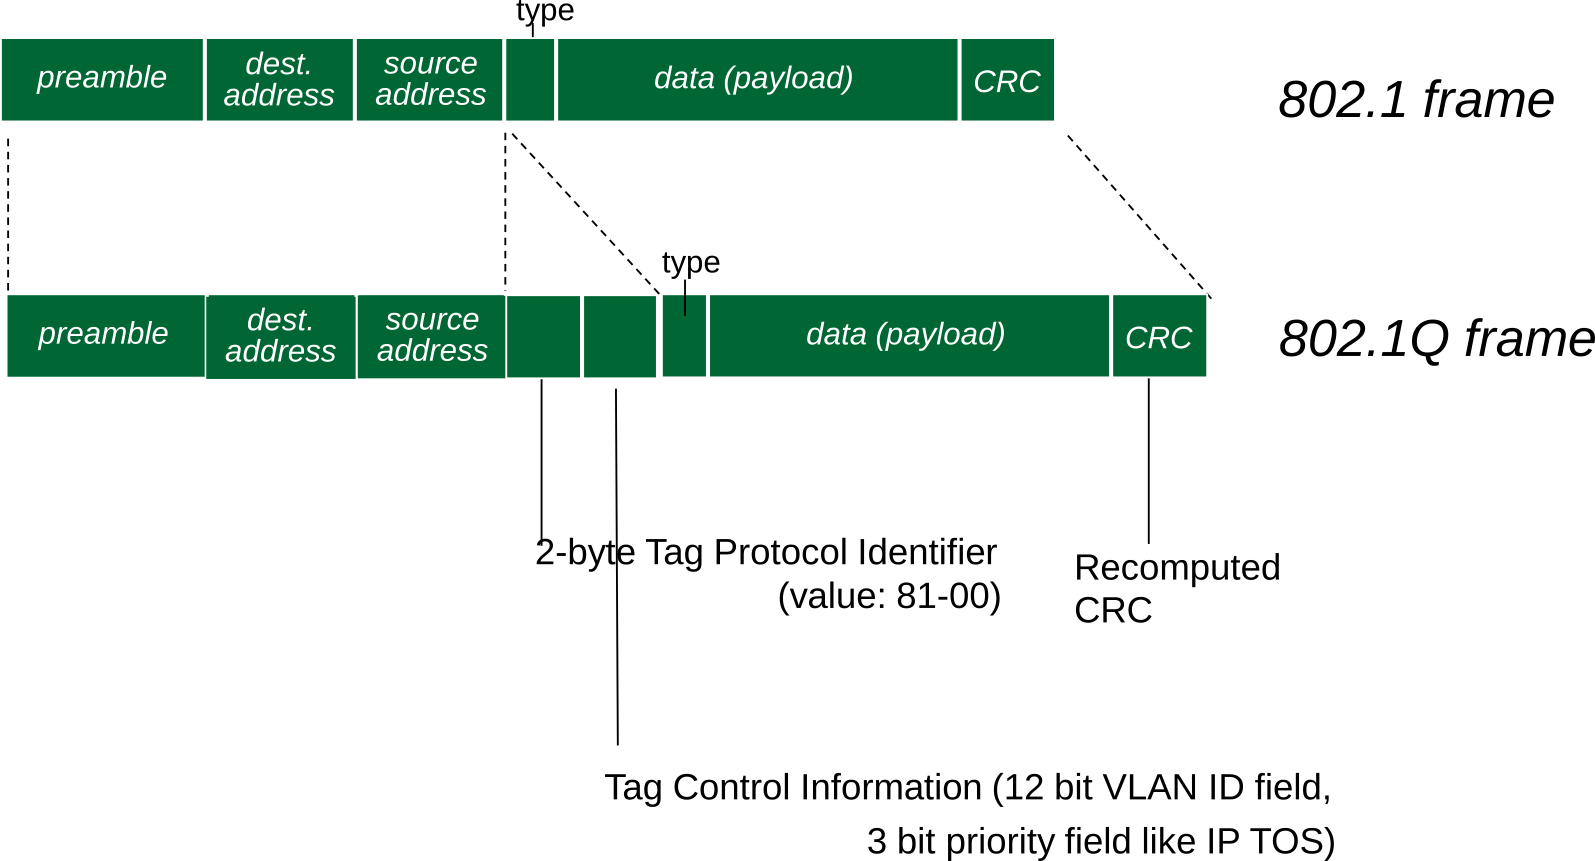 type
preamble
dest.
address
source
address
data (payload)
CRC
802.1 frame
type
preamble
dest.
address
source
address
data (payload)
CRC
802.1Q frame
2-byte Tag Protocol Identifier
(value: 81-00)
Recomputed
CRC
Tag Control Information (12 bit VLAN ID field,
3 bit priority field like IP TOS)